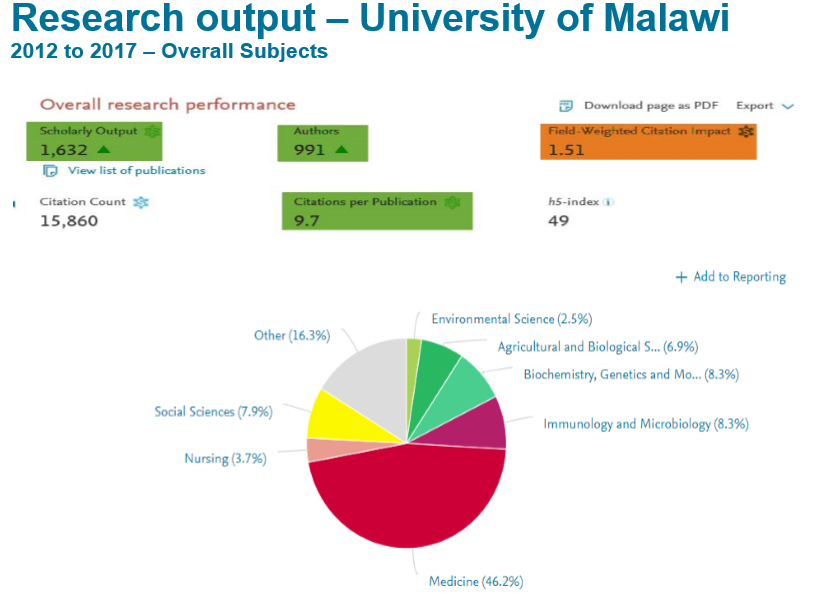 Research output – University of Malawi
2012 to 2017 – Overall Subjects
Overall research performance
Download page as PDF Export
Scholarly Output
1,632
Authors
991
Field-Weighted Citation Impact
1.51
View list of publications
Citation Count
15,860
Citations per Publication
9.7
h5-index
49
+ Add to Reporting
Environmental Science (2.5%)
Other (16.3%)
Agricultural and Biological S... (6.9%)
Biochemistry, Genetics and Mo... (8.3%)
Social Sciences (7.9%)
Immunology and Microbiology (8.3%)
Nursing (3.7%)
Medicine (46.2%)